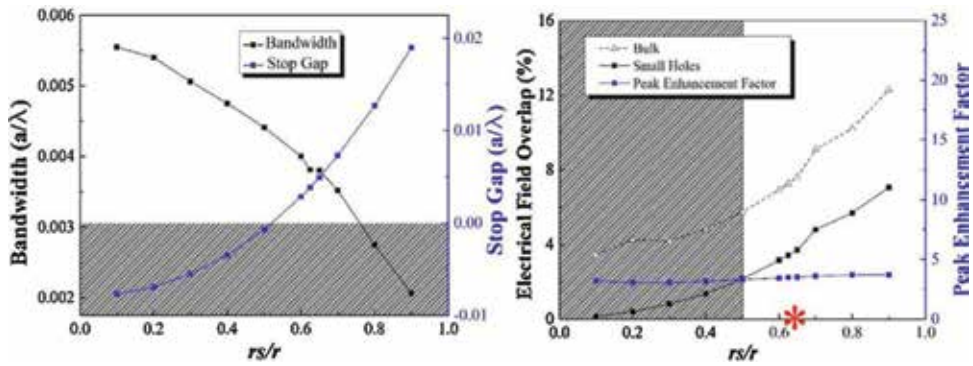 0.006
0.005
0.004
0.003
0.002
Bandwidth (a/λ)
Bandwidth
Stop Gap
0.02
0.01
0.00
-0.01
Stop Gap (a/λ)
0.0 0.2 0.4 0.6 0.8 1.0
rs/r
16
12
8
4
0
Electrical Field Overlap (%)
Bulk
Small Holes
Peak Enhancement Factor
25
20
15
10
5
0
Peak Enhancement Factor
0.0 0.2 0.4 0.6 0.8 1.0
rs/r